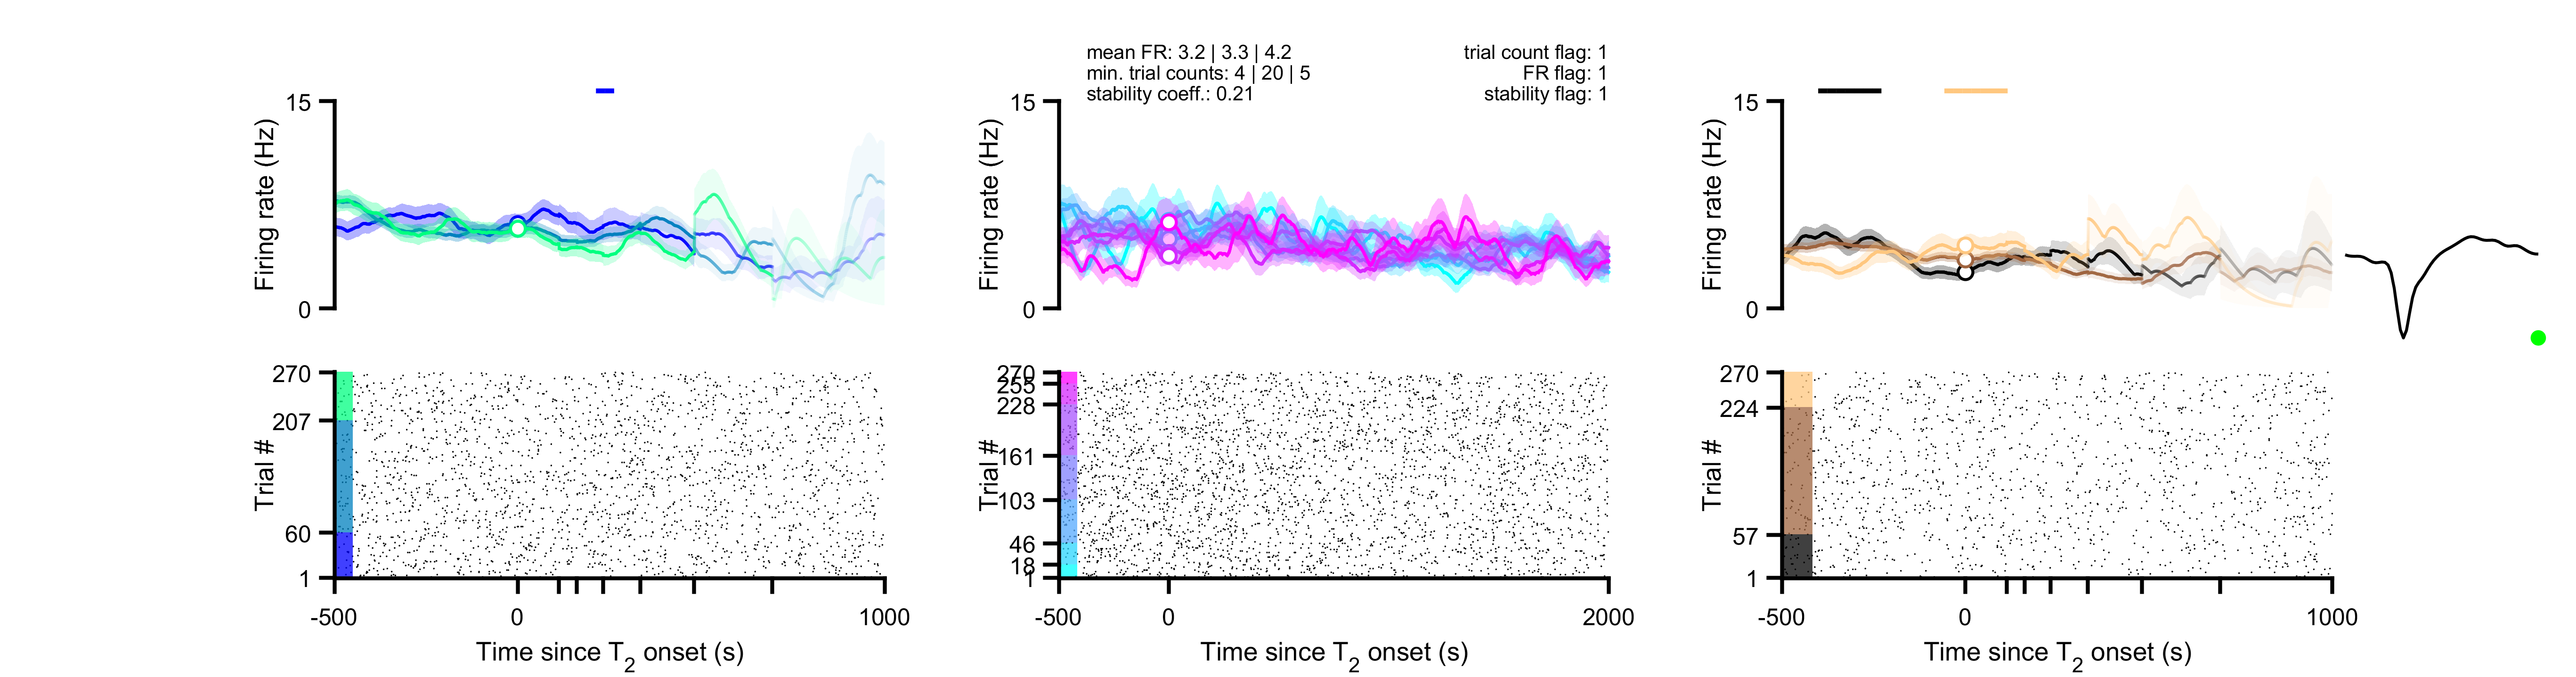 mean FR: 3.2 | 3.3 | 4.2
min. trial counts: 4 | 20 | 5
stability coeff.: 0.21
trial count flag: 1
FR flag: 1
stability flag: 1
15
0
Firing rate (Hz)
15
0
Firing rate (Hz)
15
0
Firing rate (Hz)
270
207
60
1
Trial #
-500
0
1000
Time since T2 onset (s)
270
255
228
161
103
46
18
1
Trial #
-500
0
2000
Time since T2 onset (s)
270
224
57
1
Trial #
-500
0
1000
Time since T2 onset (s)